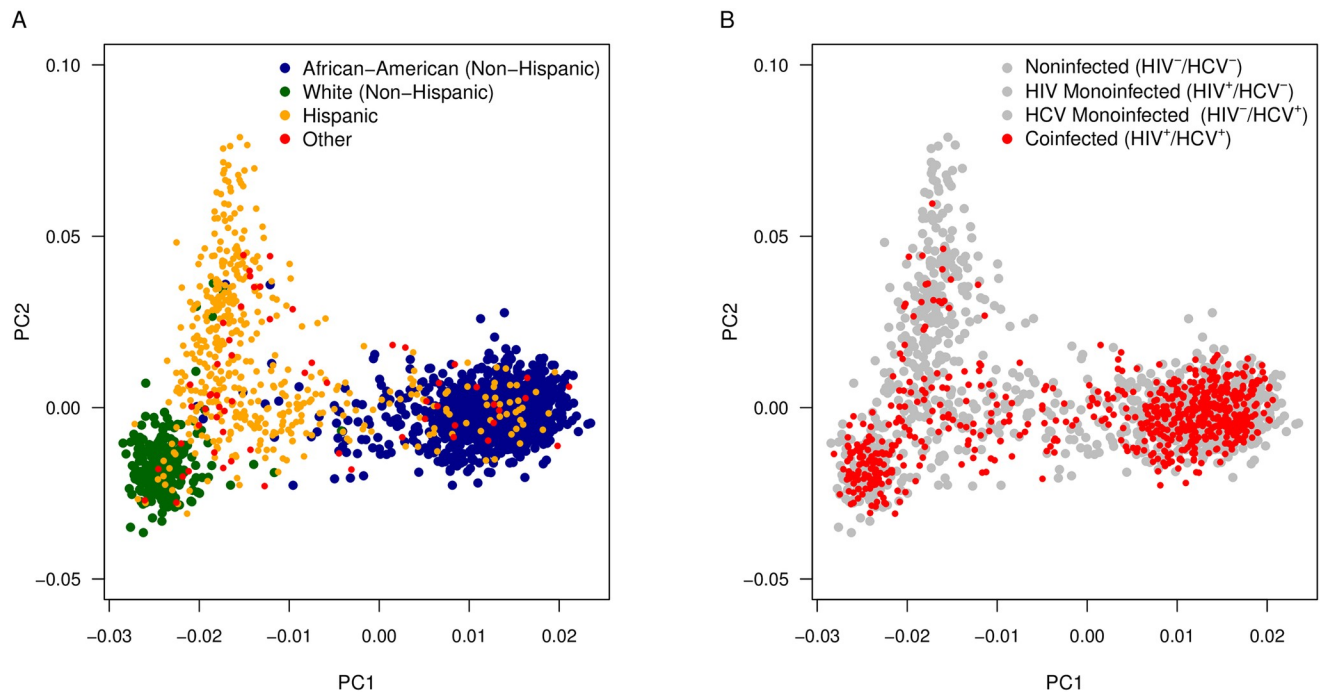 A
0.10
0.05
0.00
−0.05
PC2
−0.03
−0.02
−0.01
0.00
0.01
0.02
PC1
African−American (Non−Hispanic)
White (Non−Hispanic)
Hispanic
Other
B
0.10
0.05
0.00
−0.05
PC2
−0.03
−0.02
−0.01
0.00
0.01
0.02
PC1
Noninfected (HIV⁻/HCV⁻)
HIV Monoinfected (HIV⁺/HCV⁻)
HCV Monoinfected (HIV⁻/HCV⁺)
Coinfected (HIV⁺/HCV⁺)